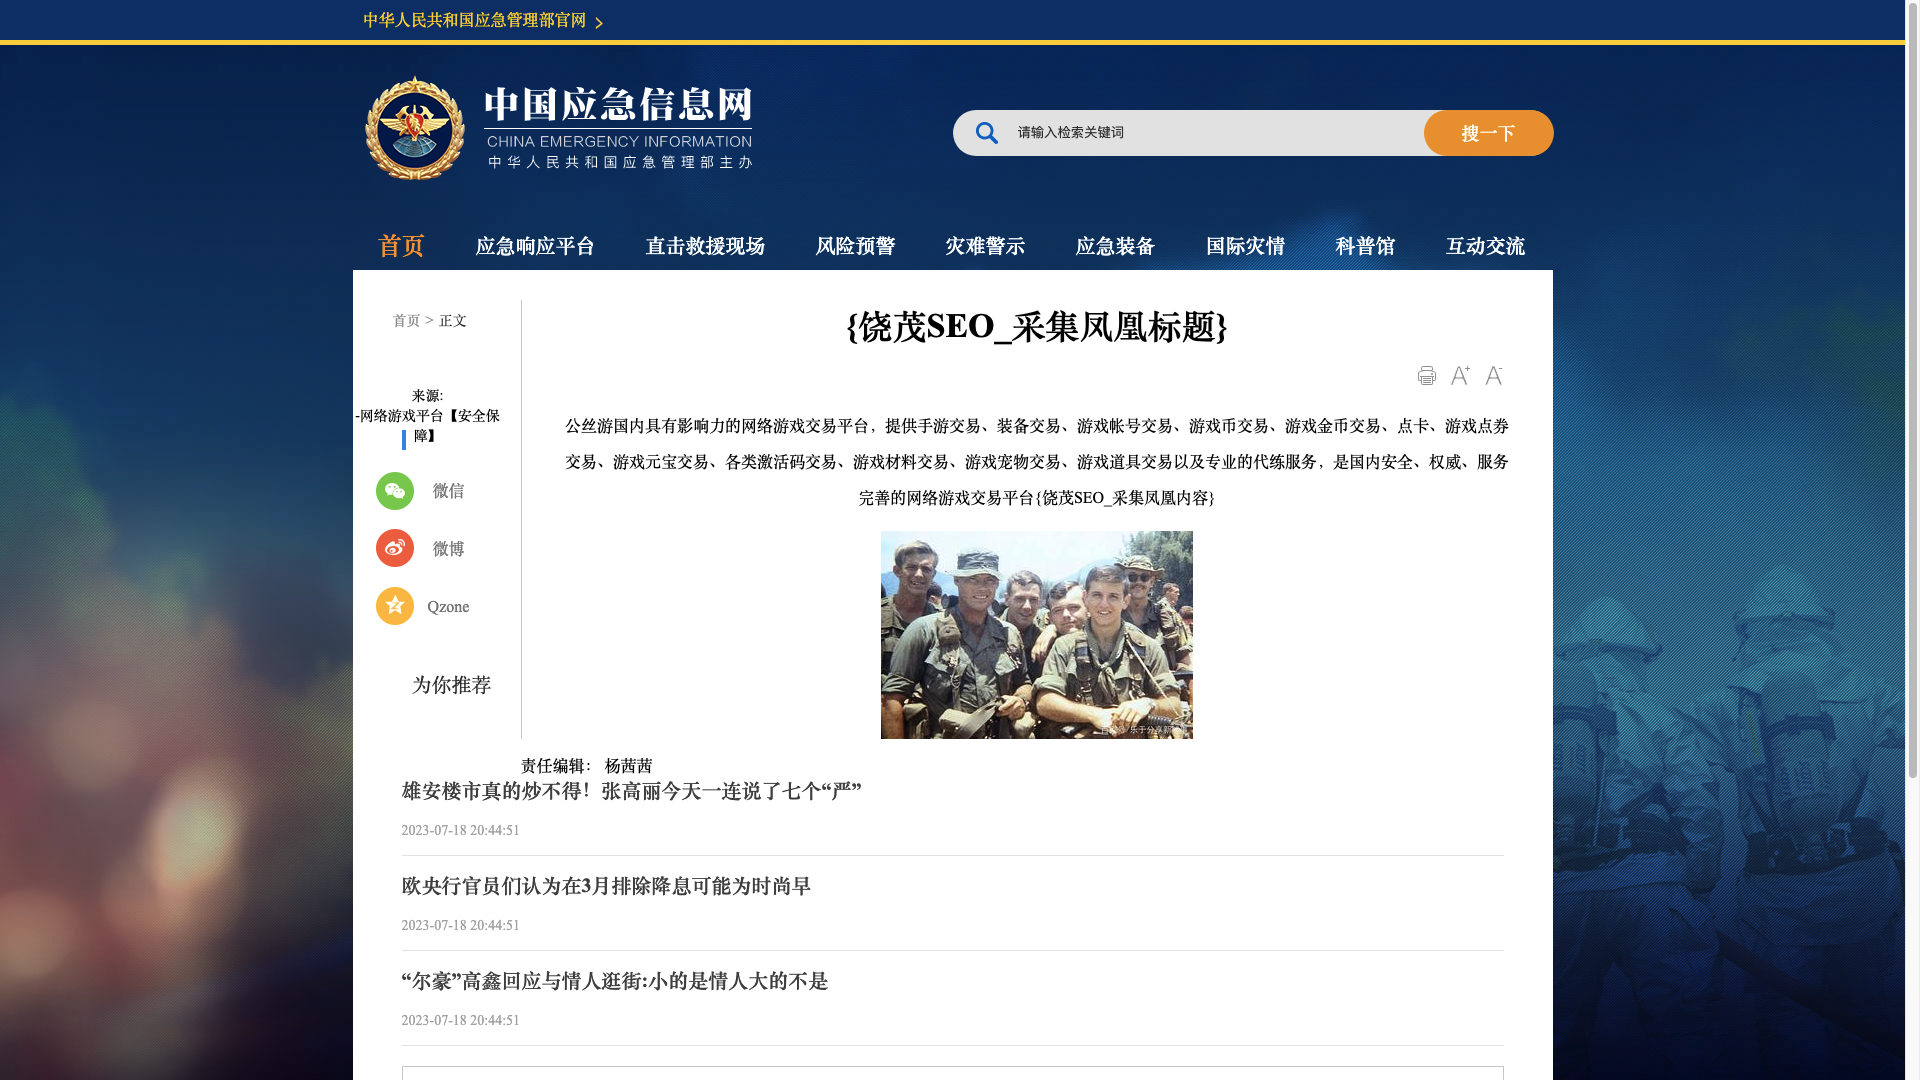 中华人民共和国应急管理部官网
中国应急信息网
CHINA EMERGENCY INFORMATION
中华人民共和国应急管理部主办
请输入检索关键词
搜一下
首页 应急响应平台 直击救援现场 风险预警 灾难警示 应急装备 国际灾情 科普馆 互动交流
首页 > 正文
{饶茂SEO_采集凤凰标题}
A+ A-
来源:
-网络游戏平台【安全保
障】
微信
微博
Qzone
为你推荐
公丝游国内具有影响力的网络游戏交易平台，提供手游交易、装备交易、游戏帐号交易、游戏币交易、游戏金币交易、点卡、游戏点券
交易、游戏元宝交易、各类激活码交易、游戏材料交易、游戏宠物交易、游戏道具交易以及专业的代练服务，是国内安全、权威、服务
完善的网络游戏交易平台{饶茂SEO_采集凤凰内容}
乐于分享新
责任编辑： 杨茜茜
雄安楼市真的炒不得！张高丽今天一连说了七个“严”
2023-07-18 20:44:51
欧央行官员们认为在3月排除降息可能为时尚早
2023-07-18 20:44:51
“尔豪”高鑫回应与情人逛街:小的是情人大的不是
2023-07-18 20:44:51